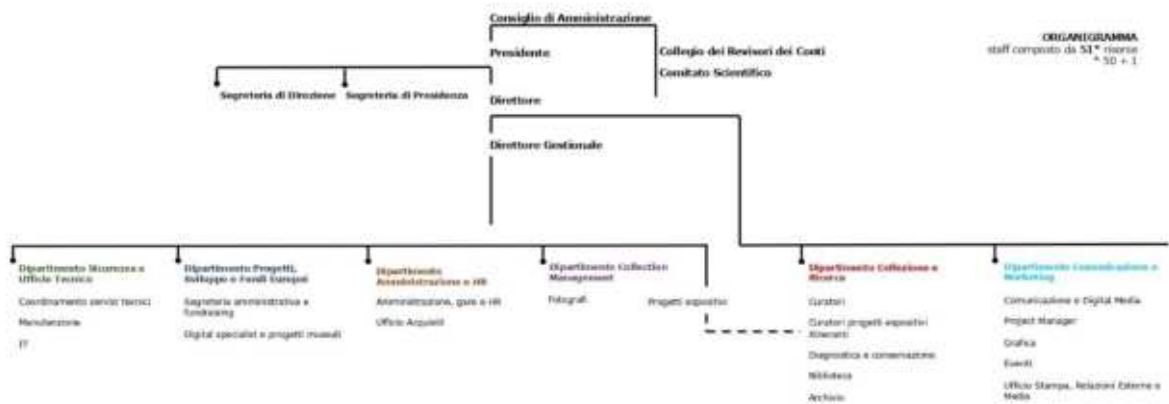 Consiglio di Amministrazione
Presidente
Collegio dei Revisori dei Conti
Comitato Scientifico
ORGANIGRAMMA
staff composto da 51* risorse
* 50 + 1
Segreteria di Direzione
Segreteria di Presidenza
Direttore
Direttore Gestionale
Dipartimento Sicurezza e
Ufficio Tecnico
Coordinamento servizi tecnici
Manutenzione
IT
Dipartimento Progetti,
Sviluppo e Fondi Europei
Segreteria amministrativa e
fundraising
Digital specialist e progetti museali
Dipartimento
Amministrazione e HR
Amministrazione, gare e HR
Ufficio Acquisti
Dipartimento Collection
Management
Fotografi
Progetti espositivi
Dipartimento Collezione e
Ricerca
Curatori
Curatori progetti espositivi
itineranti
Diagnostica e conservazione
Biblioteca
Archivio
Dipartimento Comunicazione e
Marketing
Comunicazione e Digital Media
Project Manager
Grafica
Eventi
Ufficio Stampa, Relazioni Esterne e
Media